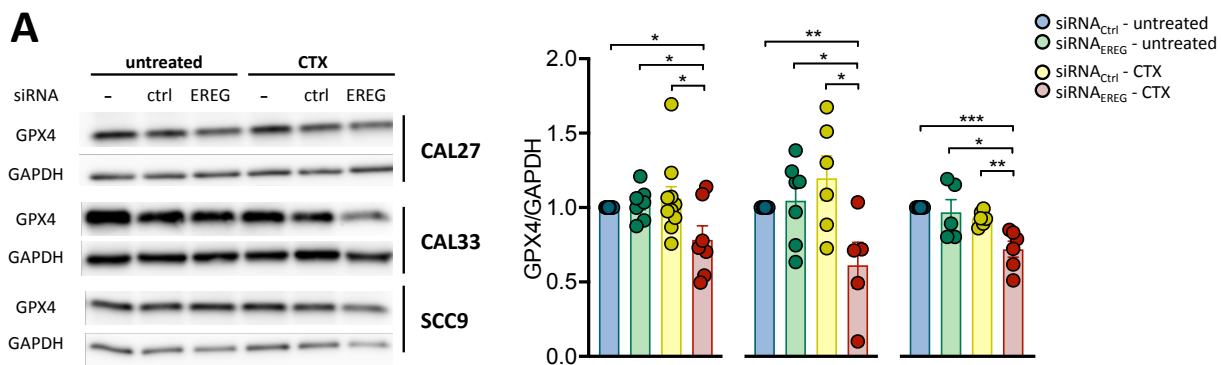 A
untreated CTX
siRNA – ctrl EREG – ctrl EREG
GPX4
GAPDH
CAL27
GPX4
GAPDH
CAL33
GPX4
GAPDH
SCC9
GPX4/GAPDH
2.0
1.5
1.0
0.5
0.0
*
*
*
**
*
*
***
*
**
siRNACtrl - untreated
siRNAEREG - untreated
siRNACtrl - CTX
siRNAEREG - CTX